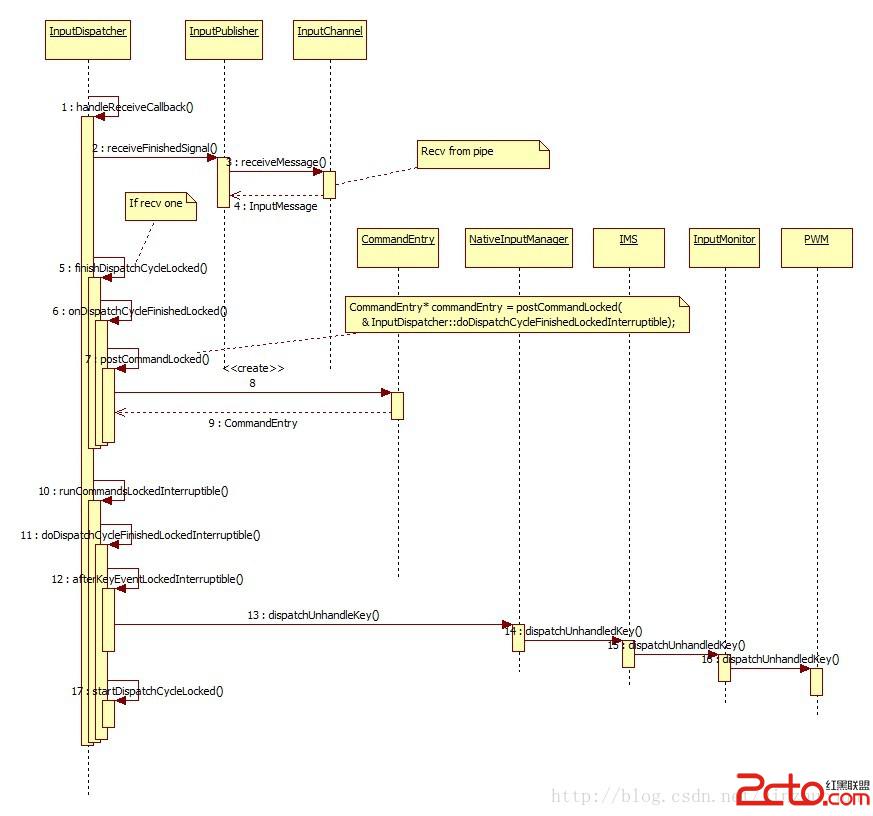 InputDispatcher
InputPublisher
InputChannel
1 : handleReceiveCallback()
2 : receiveFinishedSignal()
Recv from pipe
3 : receiveMessage()
4 : InputMessage
If recv one
CommandEntry
NativeInputManager
IMS
InputMonitor
PWM
5 : finishDispatchCycleLocked()
6 : onDispatchCycleFinishedLocked()
CommandEntry* commandEntry = postCommandLocked(
& InputDispatcher::doDispatchCycleFinishedLockedInterruptible);
7 : postCommandLocked()
<<create>>
8
9 : CommandEntry
10 : runCommandsLockedInterruptible()
11 : doDispatchCycleFinishedLockedInterruptible()
12 : afterKeyEventLockedInterruptible()
13 : dispatchUnhandleKey()
14 : dispatchUnhandledKey()
15 : dispatchUnhandledKey()
16 : dispatchUnhandledKey()
17 : startDispatchCycleLocked()
http://blog.csdn.net/
2cto
红黑联盟
.com